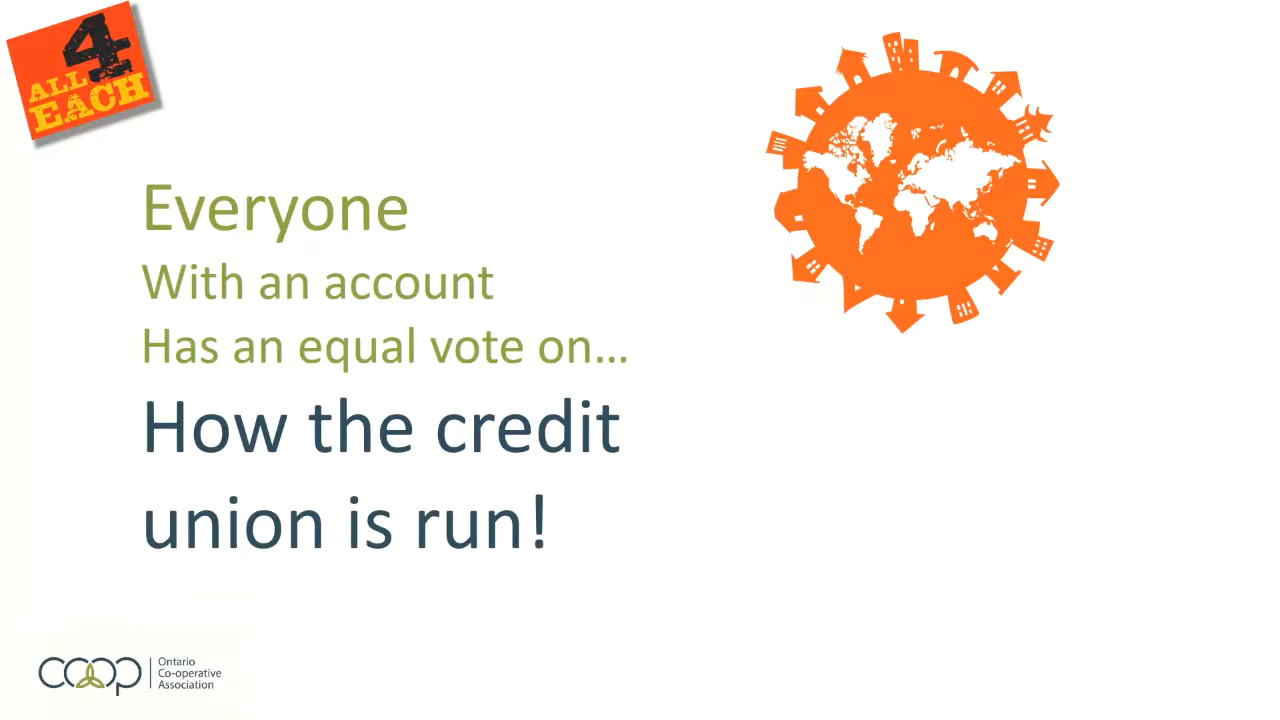 4
ALL
EACH
Everyone
With an account
Has an equal vote on…
How the credit
union is run!
COOP
Ontario
Co-operative
Association